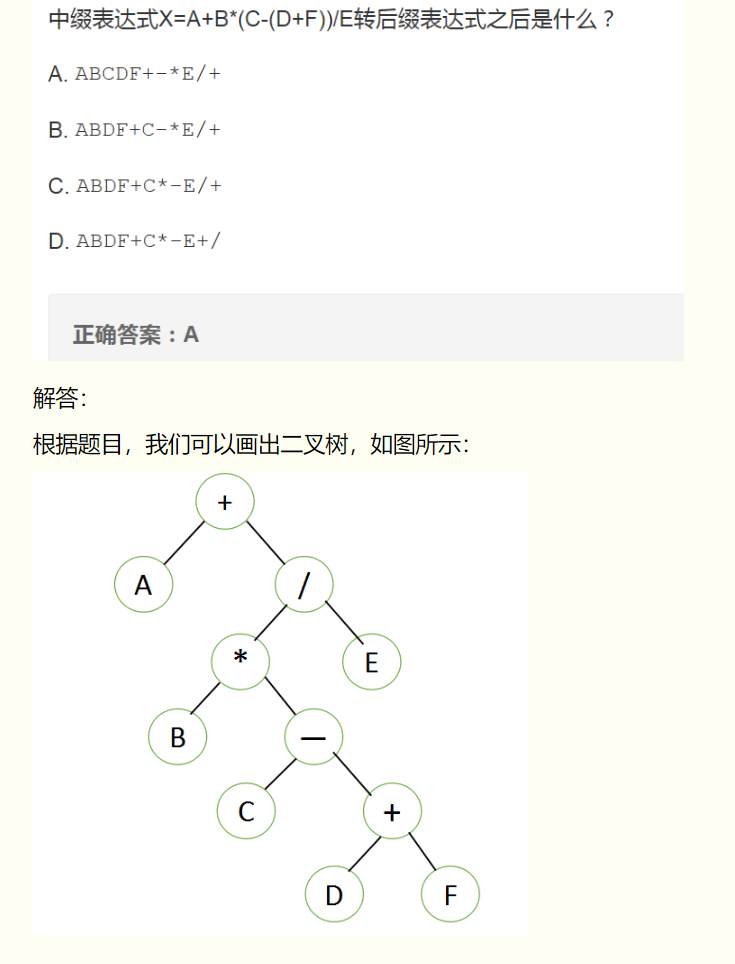 中缀表达式X=A+B*(C-(D+F))/E转后缀表达式之后是什么？
A. ABCDF+-*E/+
B. ABDF+C-*E/+
C. ABDF+C*-E/+
D. ABDF+C*-E+/
正确答案：A
解答：
根据题目，我们可以画出二叉树，如图所示：
+
A
/
*
E
B
—
C
+
D
F